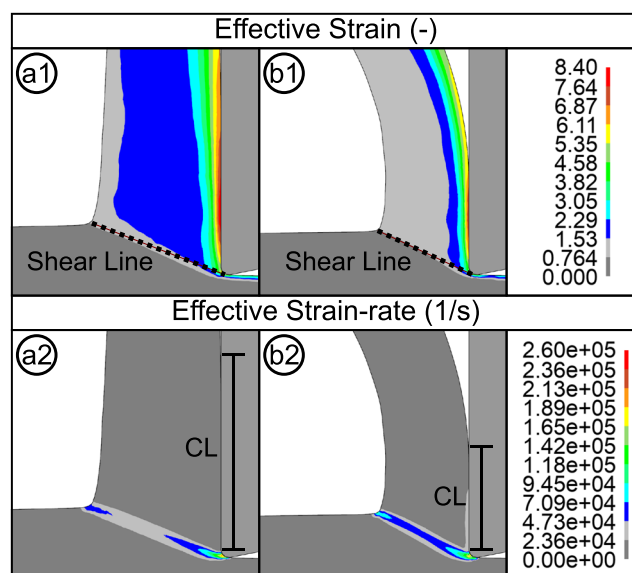 Effective Strain (-)
a1
b1
Shear Line
Shear Line
8.40
7.64
6.87
6.11
5.35
4.58
3.82
3.05
2.29
1.53
0.764
0.000
Effective Strain-rate (1/s)
a2
b2
CL
CL
2.60e+05
2.36e+05
2.13e+05
1.89e+05
1.65e+05
1.42e+05
1.18e+05
9.45e+04
7.09e+04
4.73e+04
2.36e+04
0.00e+00